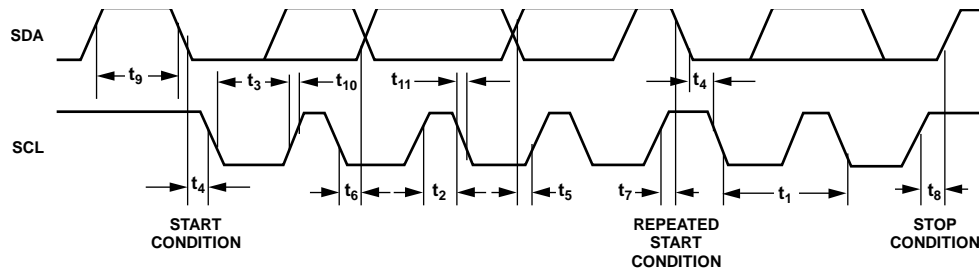 SDA
t9
t3
t10
t11
t4
SCL
t4
t6
t2
t5
t7
t1
t8
START
CONDITION
REPEATED
START
CONDITION
STOP
CONDITION